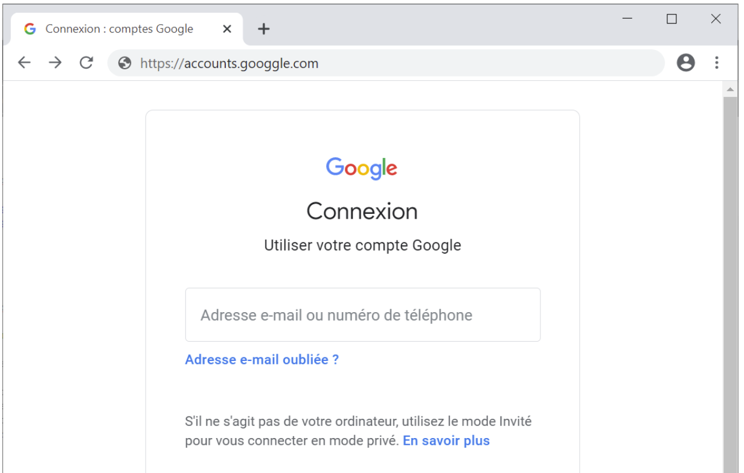 Connexion : comptes Google
https://accounts.googgle.com
Google
Connexion
Utiliser votre compte Google
Adresse e-mail ou numéro de téléphone
Adresse e-mail oubliée ?
S'il ne s'agit pas de votre ordinateur, utilisez le mode Invité
pour vous connecter en mode privé. En savoir plus